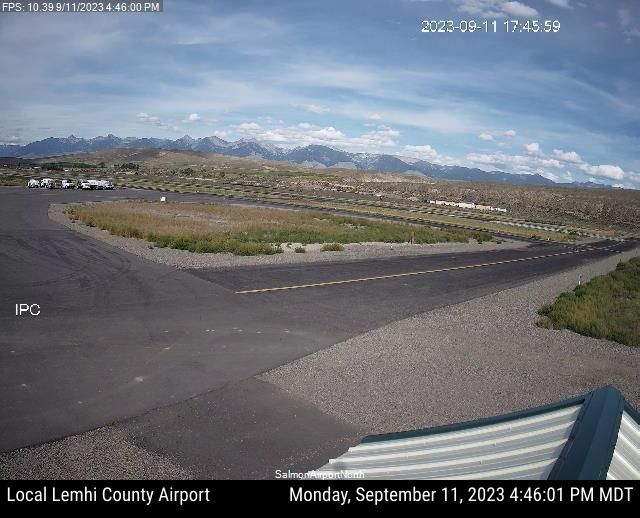 FPS: 10.39 9/11/2023 4:46:00 PM
2023-09-11 17:45:59
IPC
SalmonAirportNorth
Local Lemhi County Airport
Monday, September 11, 2023 4:46:01 PM MDT